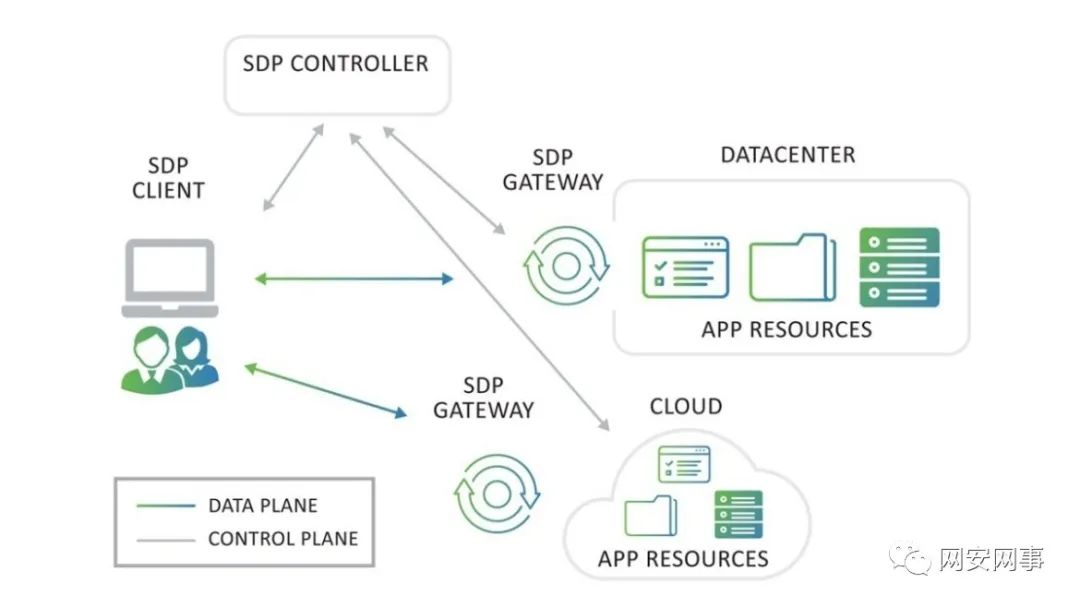 SDP CONTROLLER
SDP
CLIENT
SDP
GATEWAY
DATACENTER
APP RESOURCES
SDP
GATEWAY
CLOUD
APP RESOURCES
DATA PLANE
CONTROL PLANE
网安网事